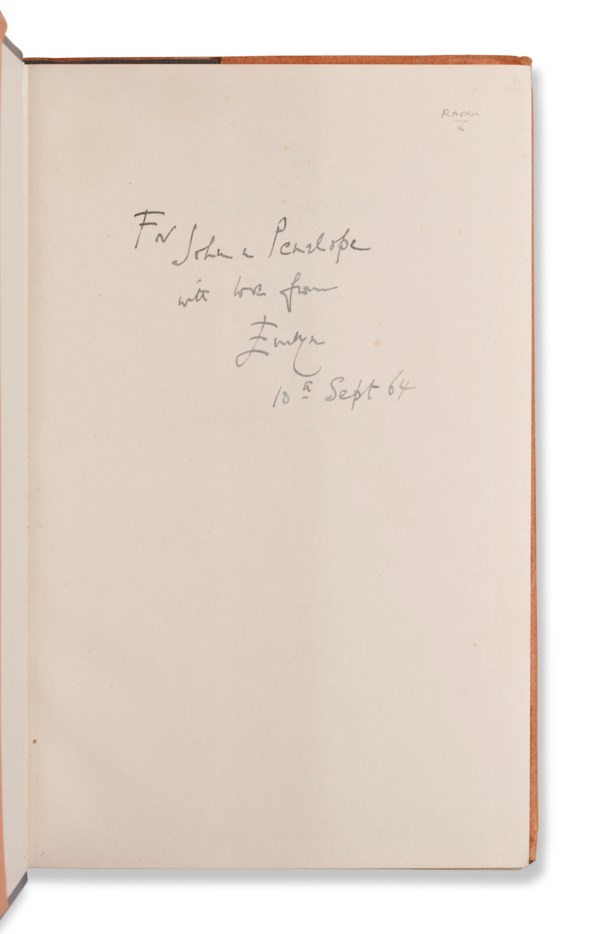 For John & Penelope
with love from
Evelyn
10th Sept 64